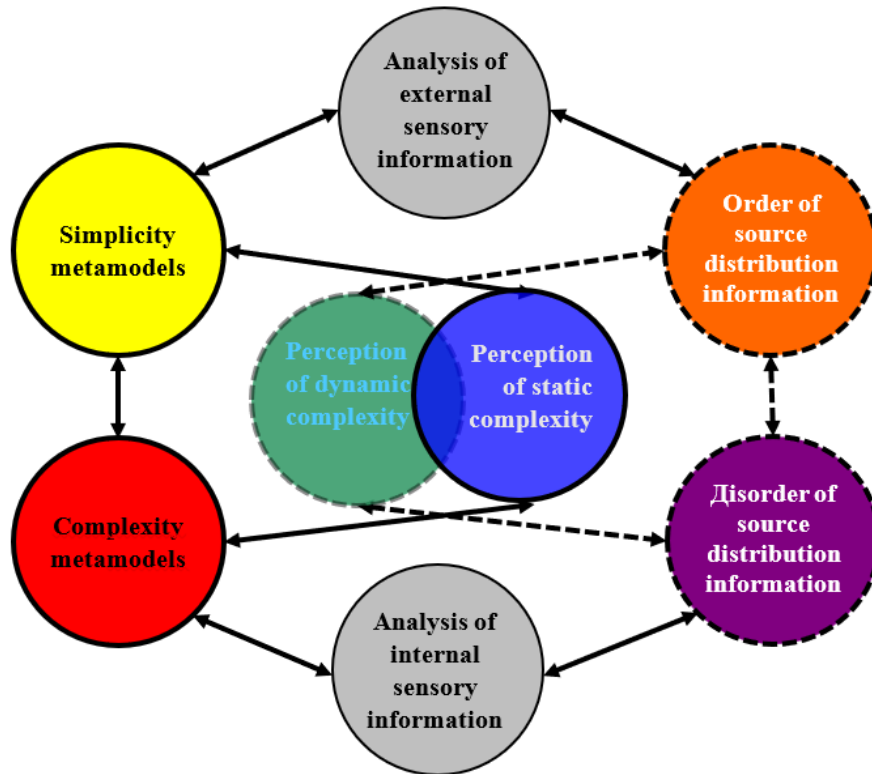 Analysis of
external
sensory
information
Simplicity
metamodels
Order of
source
distribution
information
Perception
of dynamic
complexity
Perception
of static
complexity
Complexity
metamodels
Дisorder of
source
distribution
information
Analysis of
internal
sensory
information